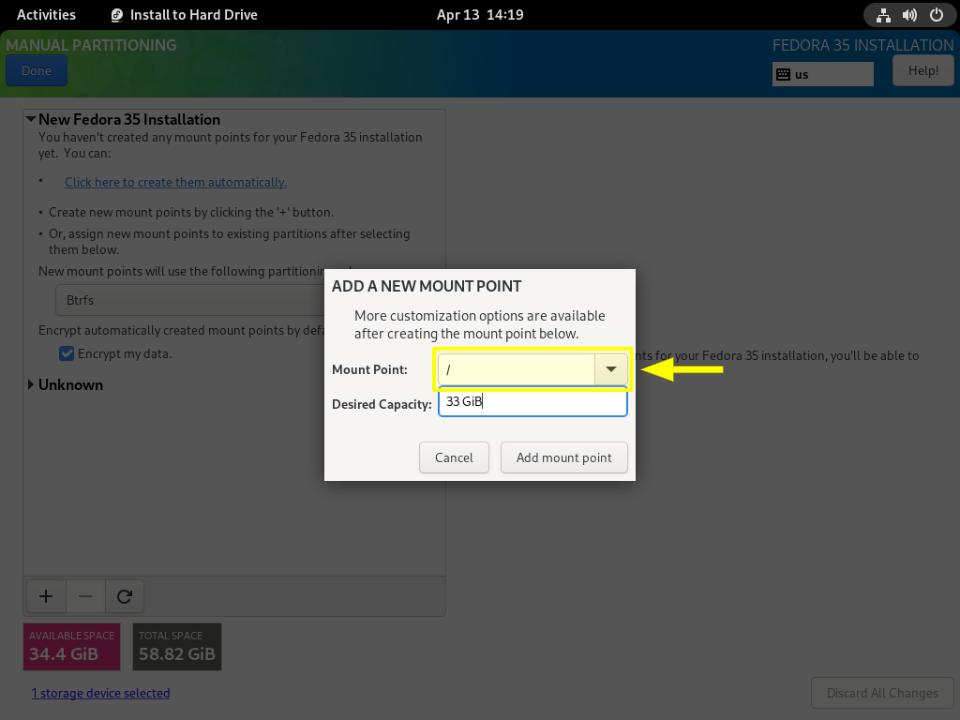 Activities Install to Hard Drive Apr 13 14:19
MANUAL PARTITIONING FEDORA 35 INSTALLATION
Done us Help!
New Fedora 35 Installation
You haven't created any mount points for your Fedora 35 installation
yet. You can:
• Click here to create them automatically.
• Create new mount points by clicking the '+' button.
• Or, assign new mount points to existing partitions after selecting
them below.
New mount points will use the following
Btrfs
Encrypt automatically created mount points by
Encrypt my data.
Unknown
for your Fedora 35 installation, you'll be able to
ADD A NEW MOUNT POINT
More customization options are available
after creating the mount point below.
Mount Point: /
Desired Capacity: 33 GiB
Cancel Add mount point
AVAILABLE SPACE
34.4 GiB
TOTAL SPACE
58.82 GiB
1 storage device selected
Discard All Changes